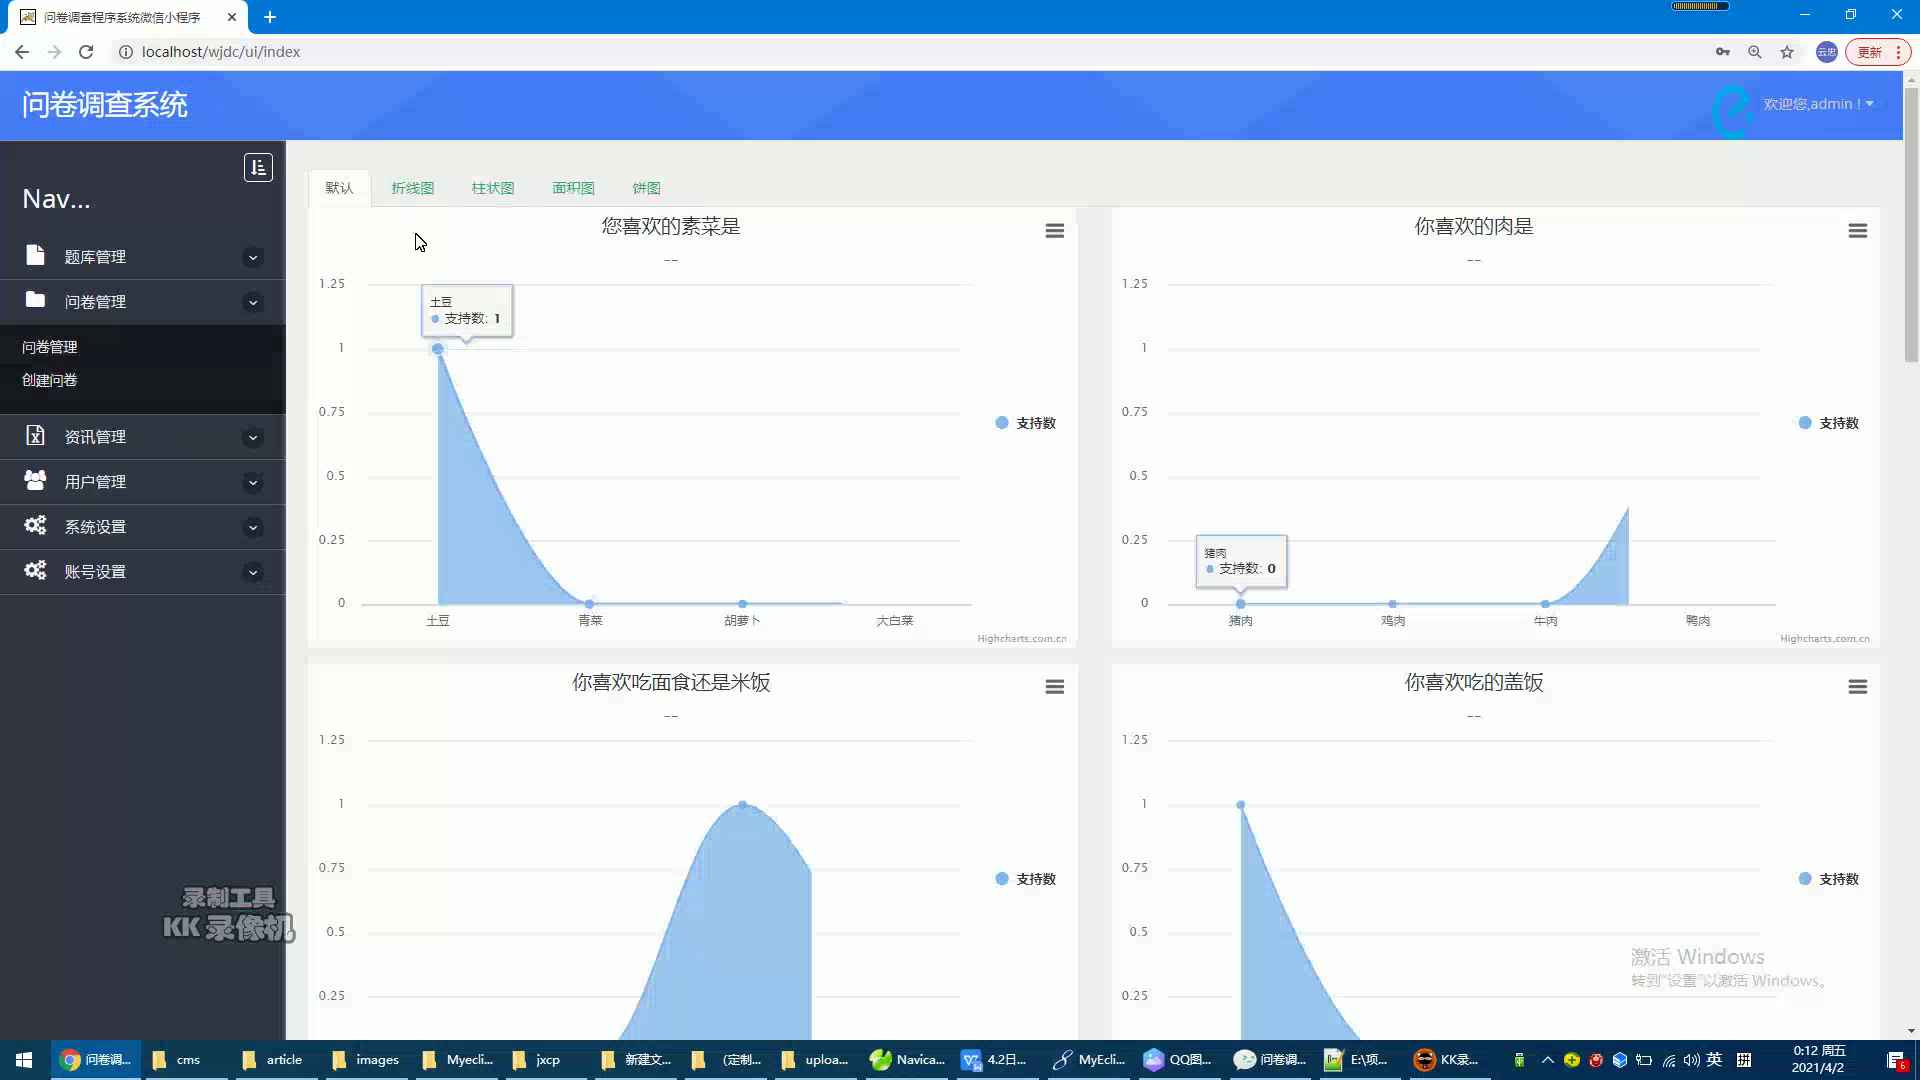 问卷调查程序系统微信小程序
localhost/wjdc/ui/index
云忠
更新
问卷调查系统
欢迎您,admin !
Nav...
题库管理
问卷管理
问卷管理
创建问卷
资讯管理
用户管理
系统设置
账号设置
默认
折线图
柱状图
面积图
饼图
您喜欢的素菜是
--
1.25
1
0.75
0.5
0.25
0
土豆
支持数: 1
土豆
青菜
胡萝卜
大白菜
支持数
Highcharts.com.cn
你喜欢的肉是
--
1.25
1
0.75
0.5
0.25
0
猪肉
支持数: 0
猪肉
鸡肉
牛肉
鸭肉
支持数
Highcharts.com.cn
你喜欢吃面食还是米饭
--
1.25
1
0.75
0.5
0.25
支持数
你喜欢吃的盖饭
--
1.25
1
0.75
0.5
0.25
支持数
录制工具
KK 录像机
激活 Windows
转到"设置"以激活 Windows。
问卷调...
cms
article
images
Myecli...
jxcp
新建文...
(定制...
uploa...
Navica...
4.2日...
MyEcli...
QQ图...
问卷调...
E:\项...
KK录...
英
拼
0:12 周五
2021/4/2
6